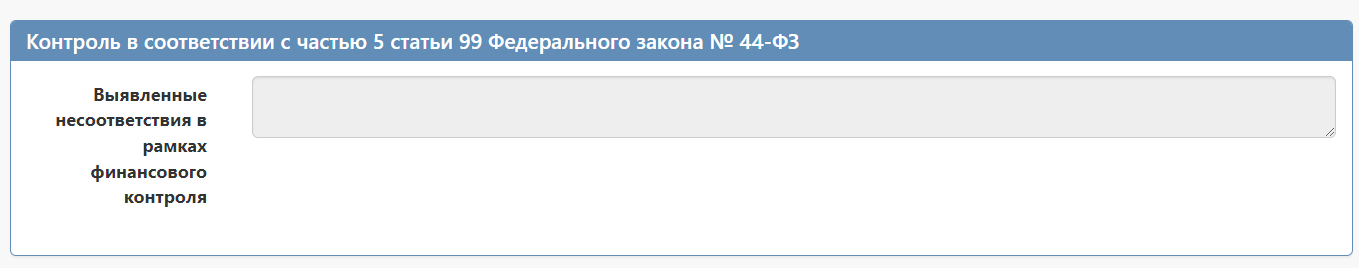 Контроль в соответствии с частью 5 статьи 99 Федерального закона № 44-ФЗ
Выявленные
несоответствия в
рамках
финансового
контроля